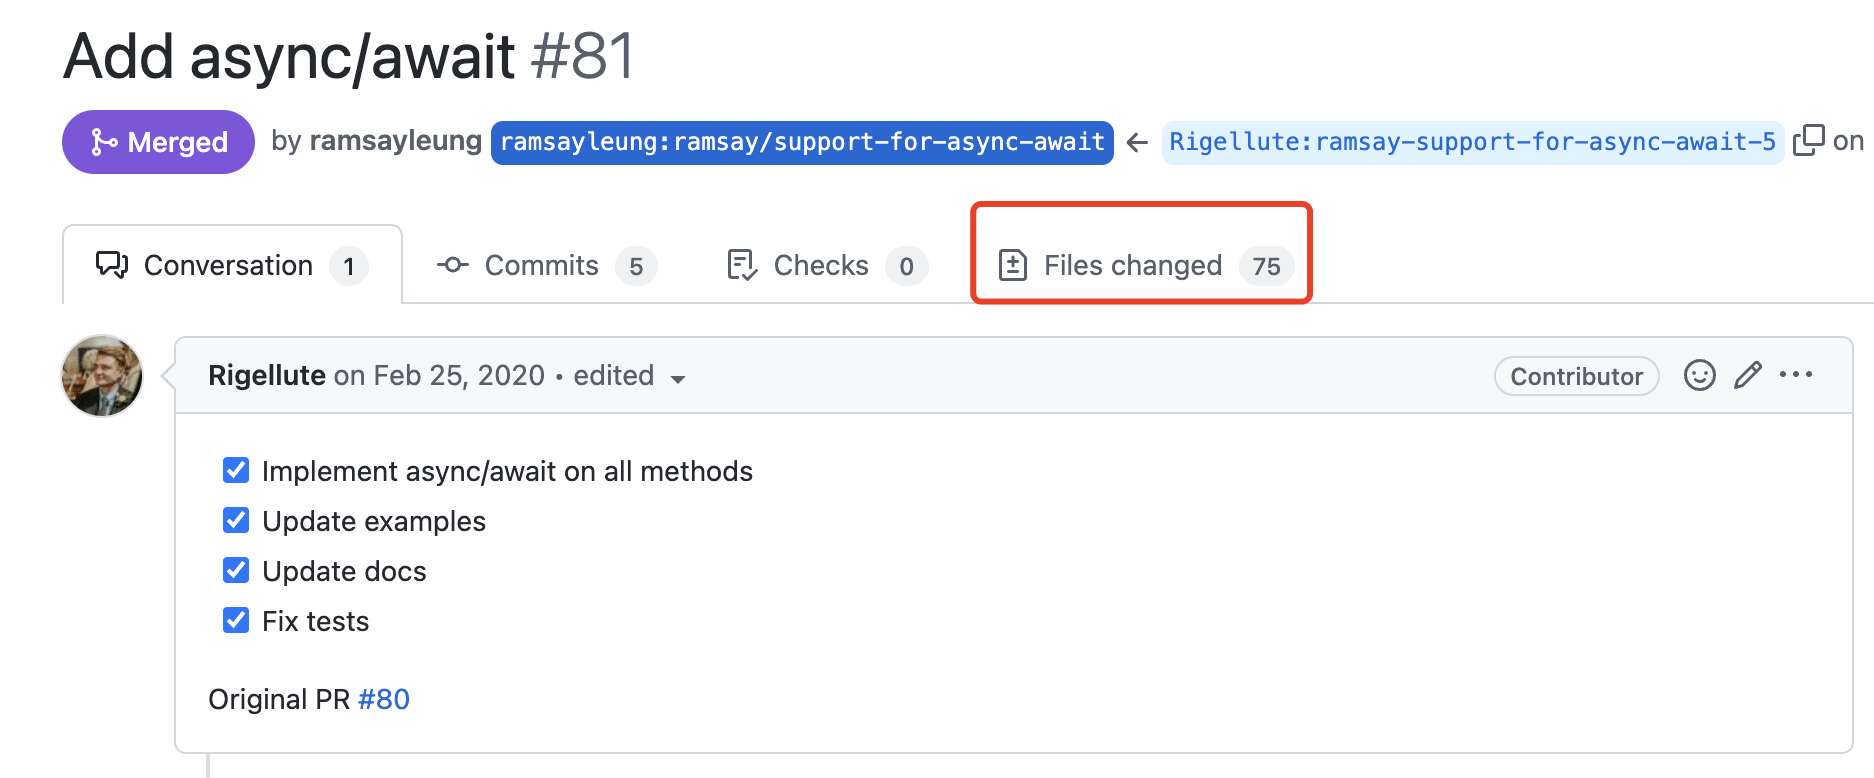 Add async/await #81
Merged by ramsayleung ramsayleung:ramsay/support-for-async-await ← Rigellute:ramsay-support-for-async-await-5 on
Conversation 1 Commits 5 Checks 0 Files changed 75
Rigellute on Feb 25, 2020 • edited Contributor
Implement async/await on all methods
Update examples
Update docs
Fix tests
Original PR #80